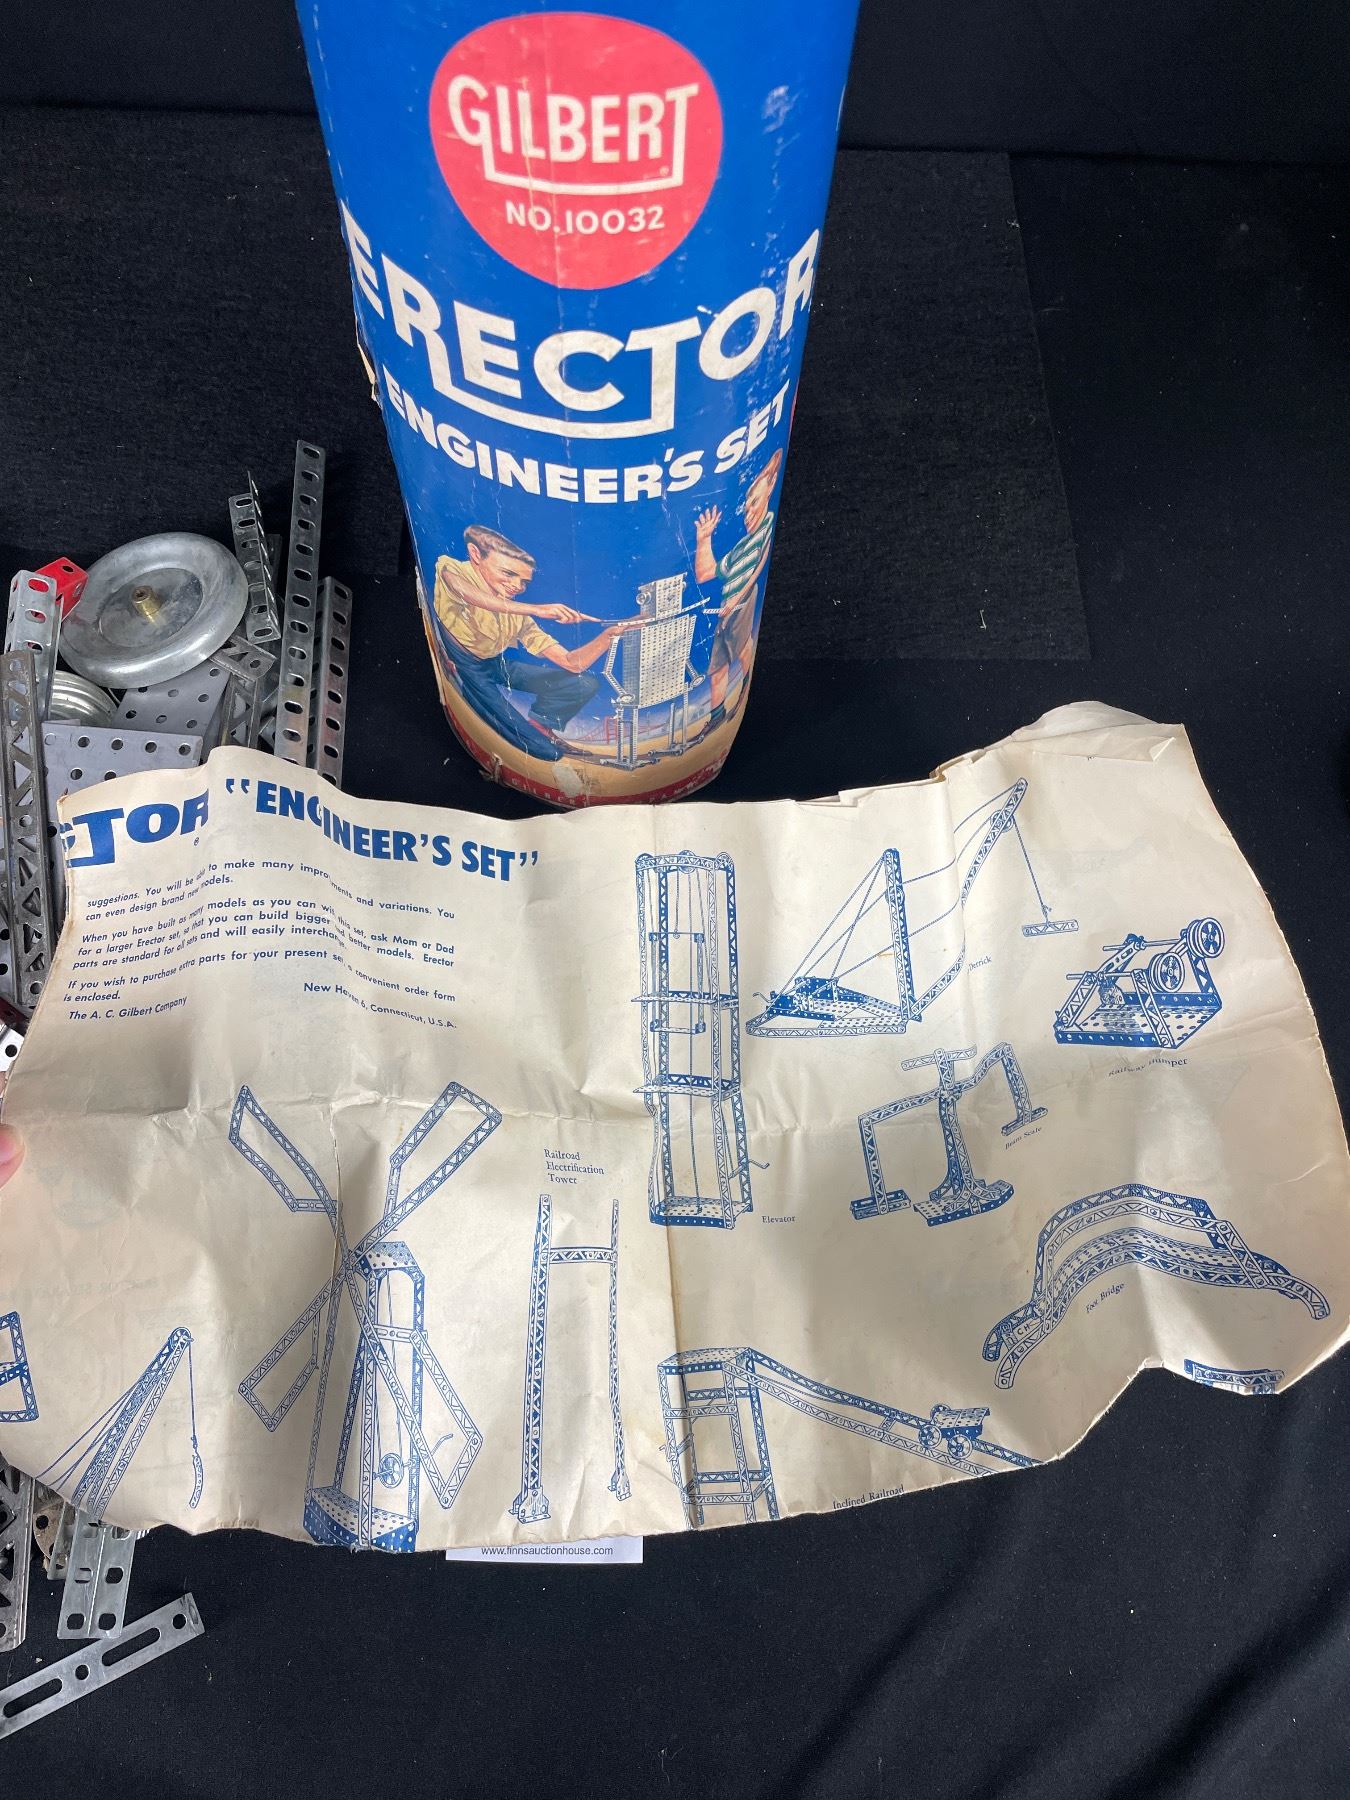 GILBERT
NO. 10032
ERECTOR
ENGINEER'S SET
CTOR "ENGINEER'S SET"
suggestions. You will be able to make many improvements and variations. You
can even design brand new models.
When you have built as many models as you can with this set, ask Mom or Dad
for a larger Erector set, so that you can build bigger and better models. Erector
parts are standard for all sets and will easily interchange.
If you wish to purchase extra parts for your present set, a convenient order form
is enclosed.
The A. C. Gilbert Company
New Haven 6, Connecticut, U.S.A.
Derrick
Railway Bumper
Beam Scale
Railroad
Electrification
Tower
Elevator
Foot Bridge
Inclined Railroad
www.finnsauctionhouse.com